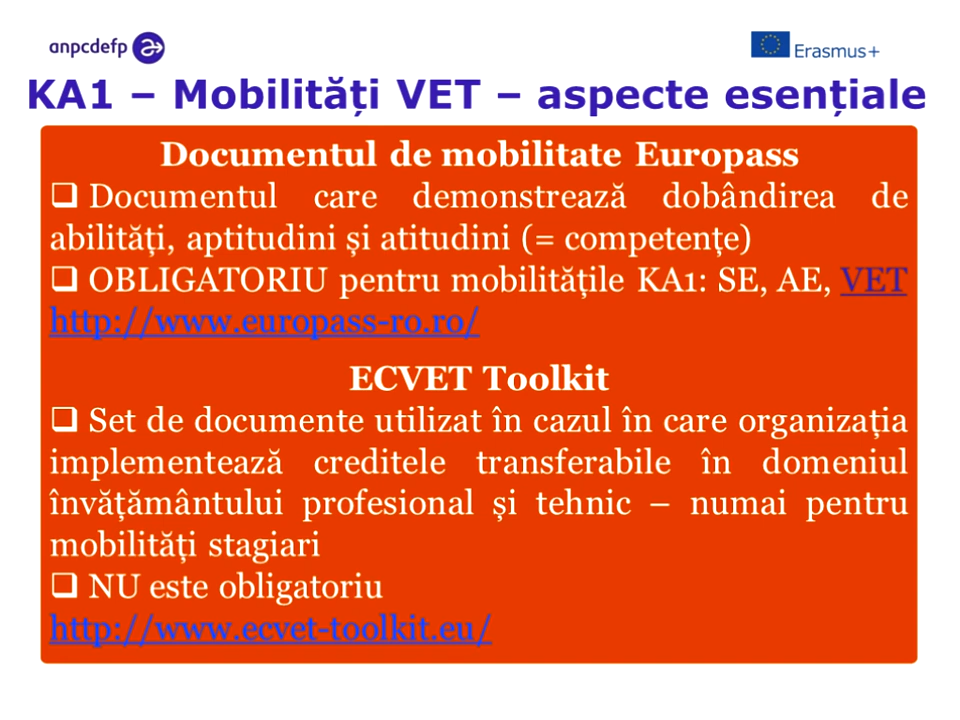 anpcdefp
Erasmus+
KA1 – Mobilități VET – aspecte esențiale
Documentul de mobilitate Europass
❑ Documentul care demonstrează dobândirea de
abilități, aptitudini și atitudini (= competențe)
❑ OBLIGATORIU pentru mobilitățile KA1: SE, AE, VET
http://www.europass-ro.ro/
ECVET Toolkit
❑ Set de documente utilizat în cazul în care organizația
implementează creditele transferabile în domeniul
învățământului profesional și tehnic – numai pentru
mobilități stagiari
❑ NU este obligatoriu
http://www.ecvet-toolkit.eu/